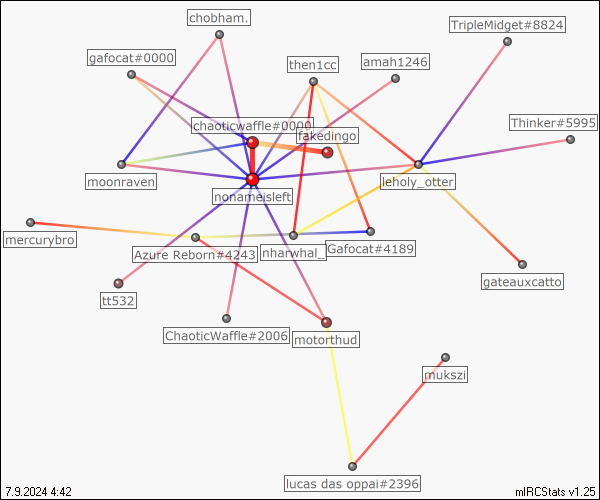 chobham.
TripleMidget#8824
gafocat#0000
then1cc
amah1246
chaoticwaffle#0000
Thinker#5995
fakedingo
moonraven
leholy_otter
nonameisleft
mercurybro
Azure Reborn#4243
nharwhal_
Gafocat#4189
gateauxcatto
tt532
ChaoticWaffle#2006
motorthud
mukszi
lucas das oppai#2396
7.9.2024 4:42
mIRCStats v1.25